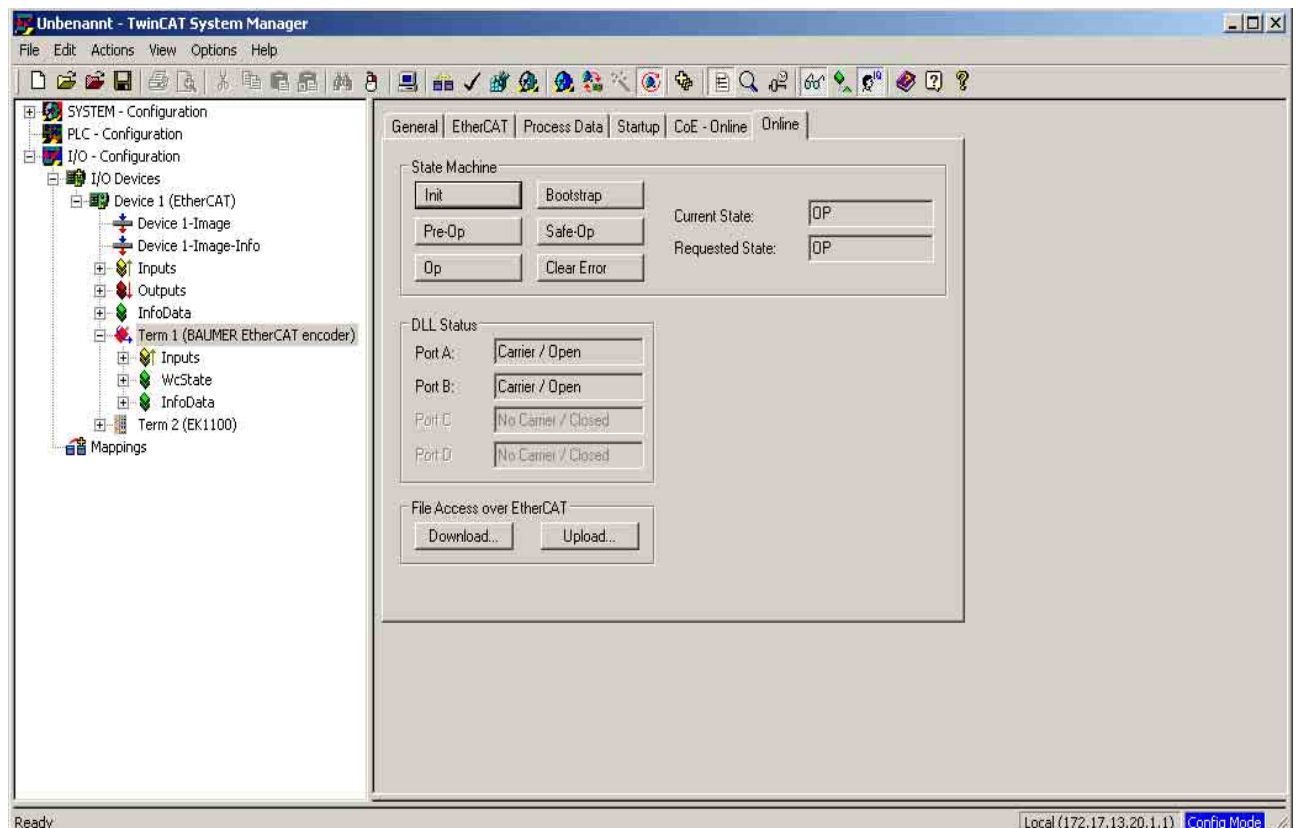 Unbenannt - TwinCAT System Manager
File Edit Actions View Options Help
SYSTEM - Configuration
PLC - Configuration
I/O - Configuration
I/O Devices
Device 1 (EtherCAT)
Device 1-Image
Device 1-Image-Info
Inputs
Outputs
InfoData
Term 1 (BAUMER EtherCAT encoder)
Inputs
WcState
InfoData
Term 2 (EK1100)
Mappings
General EtherCAT Process Data Startup CoE - Online Online
State Machine
Init Bootstrap
Pre-Op Safe-Op
Op Clear Error
Current State: OP
Requested State: OP
DLL Status
Port A: Carrier / Open
Port B: Carrier / Open
Port C No Carrier / Closed
Port D No Carrier / Closed
File Access over EtherCAT
Download... Upload...
Ready
Local (172.17.13.20.1.1) Config Mode